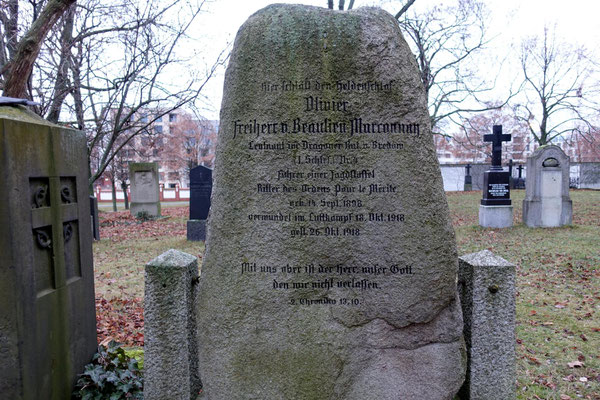 Hier schläft den Heldenschlaf
Olivier
Freiherr v. Beaulieu Marconnay
Leutnant im Dragoner Rgt. v. Bredow
(1. Schles.) Nr. 4
Führer einer Jagdstaffel
Ritter des Ordens Pour le Mérite
geb. 14. Sept. 1898.
verwundet im Luftkampf 18. Okt. 1918
gest. 26. Okt. 1918.
Mit uns aber ist der Herr, unser Gott
den wir nicht verlassen.
2. Chronika 13,10.